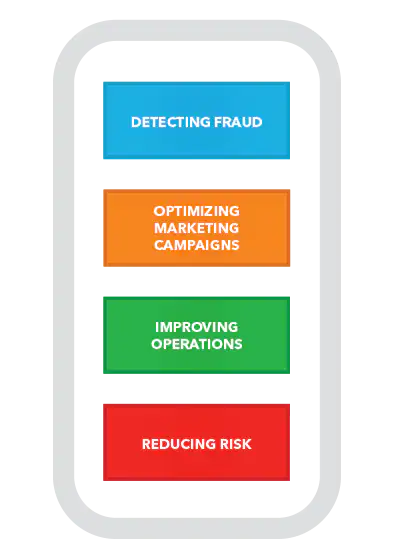 DETECTING FRAUD
OPTIMIZING
MARKETING
CAMPAIGNS
IMPROVING
OPERATIONS
REDUCING RISK